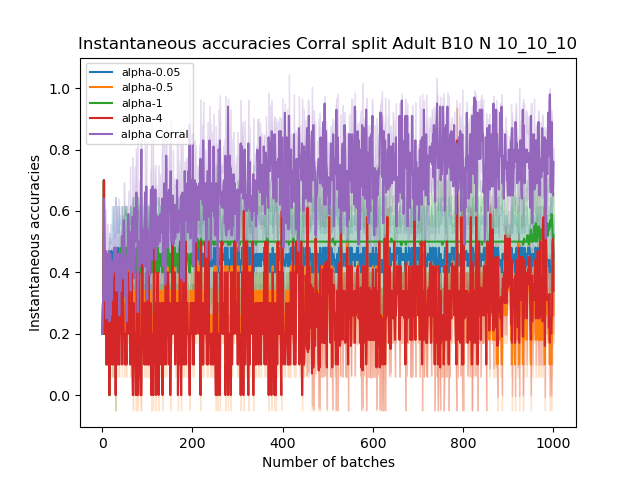 Instantaneous accuracies Corral split Adult B10 N 10_10_10
alpha-0.05
alpha-0.5
alpha-1
alpha-4
alpha Corral
1.0
0.8
0.6
0.4
0.2
0.0
Instantaneous accuracies
0 200 400 600 800 1000
Number of batches